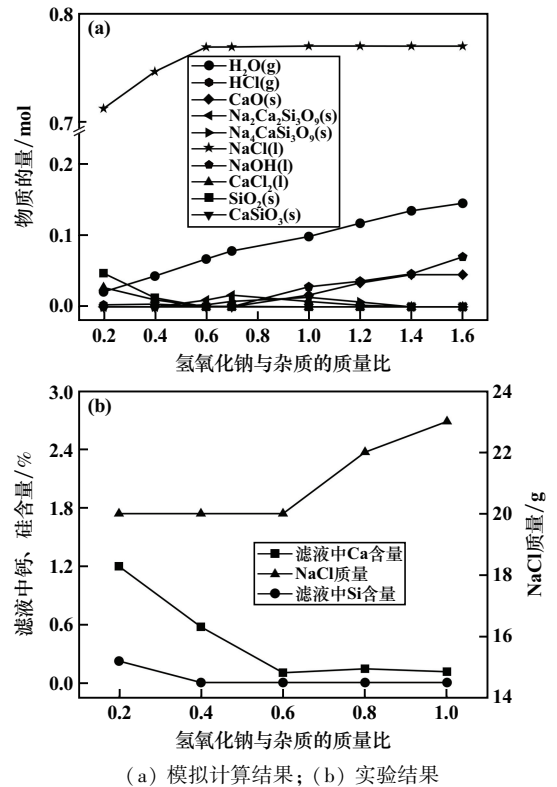 (a)
0.8
0.7
0.2
0.1
0.0
物质的量/mol
H₂O(g)
HCl(g)
CaO(s)
Na₂Ca₂Si₃O₉(s)
Na₄CaSi₃O₉(s)
NaCl(l)
NaOH(l)
CaCl₂(l)
SiO₂(s)
CaSiO₃(s)
0.2 0.4 0.6 0.8 1.0 1.2 1.4 1.6
氢氧化钠与杂质的质量比
(b)
3.0
2.4
1.8
1.2
0.6
0.0
滤液中钙、硅含量/%
滤液中Ca含量
NaCl质量
滤液中Si含量
24
22
20
18
16
14
NaCl质量/g
0.2 0.4 0.6 0.8 1.0
氢氧化钠与杂质的质量比
(a) 模拟计算结果; (b) 实验结果